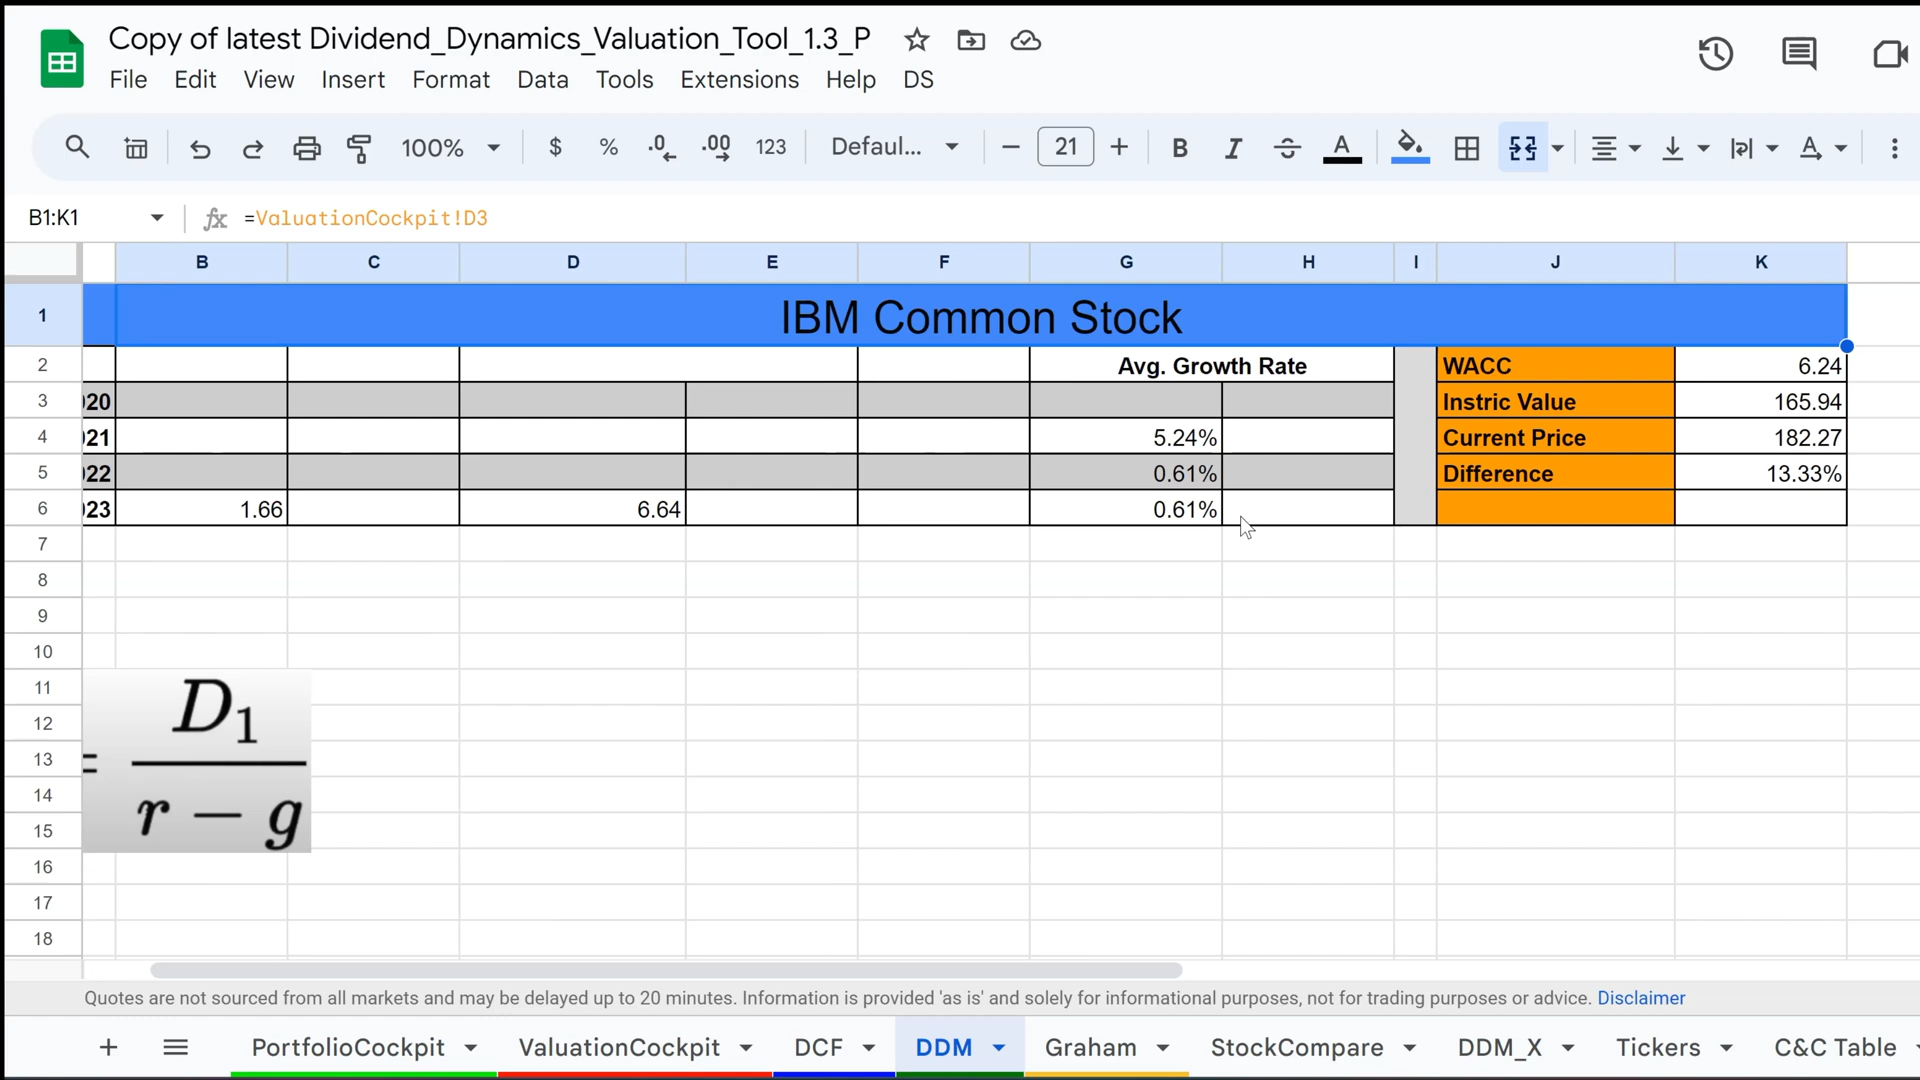 Copy of latest Dividend_Dynamics_Valuation_Tool_1.3_P
File Edit View Insert Format Data Tools Extensions Help DS
100% $ % .0 .00 123 Defaul... 21 B I A
B1:K1 fx =ValuationCockpit!D3
B C D E F G H I J K
1 IBM Common Stock
2 Avg. Growth Rate WACC 6.24
3 020 Instric Value 165.94
4 021 5.24% Current Price 182.27
5 022 0.61% Difference 13.33%
6 023 1.66 6.64 0.61%
7
8
9
10
11
12
13
14
15
16
17
18
D1
=
r − g
Quotes are not sourced from all markets and may be delayed up to 20 minutes. Information is provided 'as is' and solely for informational purposes, not for trading purposes or advice. Disclaimer
PortfolioCockpit ValuationCockpit DCF DDM Graham StockCompare DDM_X Tickers C&C Table